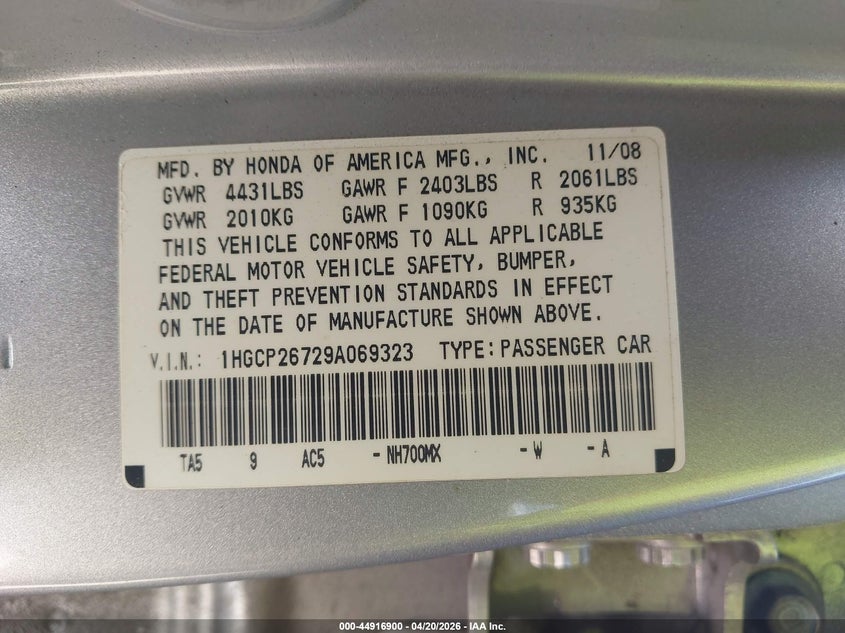 MFD. BY HONDA OF AMERICA MFG., INC. 11/08
GVWR 4431LBS GAWR F 2403LBS R 2061LBS
GVWR 2010KG GAWR F 1090KG R 935KG
THIS VEHICLE CONFORMS TO ALL APPLICABLE
FEDERAL MOTOR VEHICLE SAFETY, BUMPER,
AND THEFT PREVENTION STANDARDS IN EFFECT
ON THE DATE OF MANUFACTURE SHOWN ABOVE.
V.I.N.: 1HGCP26729A069323 TYPE: PASSENGER CAR
TA5 9 AC5 - NH700MX - W - A
000-44916900 - 04/20/2026 - IAA Inc.